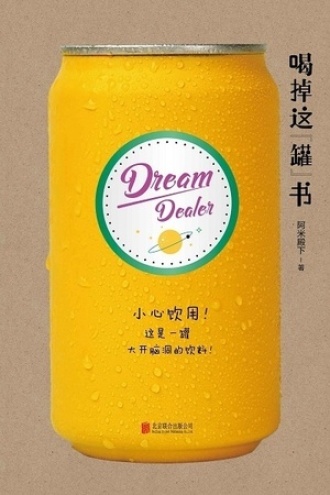 喝掉这『罐』书
阿米殿下-著
Dream
Dealer
小心饮用!
这是一罐
大开脑洞的饮料!
北京联合出版公司